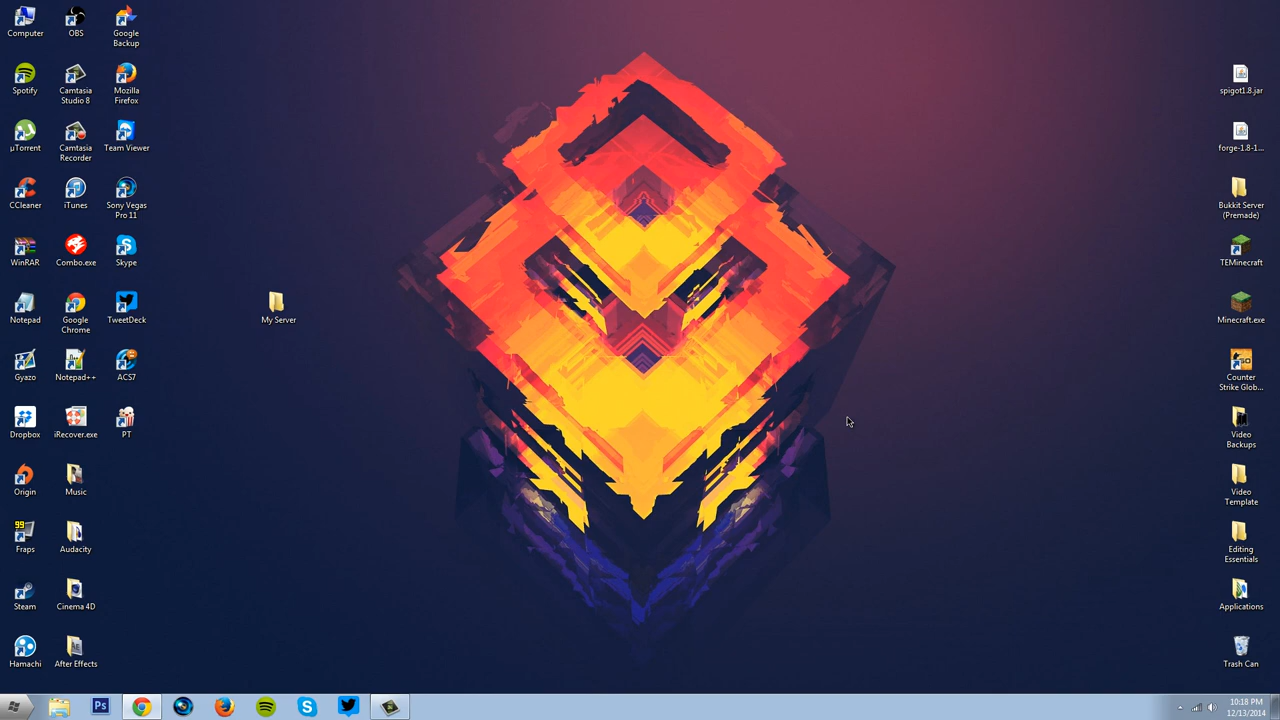 Computer
OBS
Google
Backup
Spotify
Camtasia
Studio 8
Mozilla
Firefox
µTorrent
Camtasia
Recorder
Team Viewer
CCleaner
iTunes
Sony Vegas
Pro 11
WinRAR
Combo.exe
Skype
Notepad
Google
Chrome
TweetDeck
Gyazo
Notepad++
ACS7
Dropbox
iRecover.exe
PT
Origin
Music
99
Fraps
Audacity
Steam
Cinema 4D
Hamachi
After Effects
My Server
spigot1.8.jar
forge-1.8-1...
Bukkit Server
(Premade)
TEMinecraft
Minecraft.exe
Counter
Strike Glob...
Video
Backups
Video
Template
Editing
Essentials
Applications
Trash Can
Ps
10:18 PM
12/13/2014